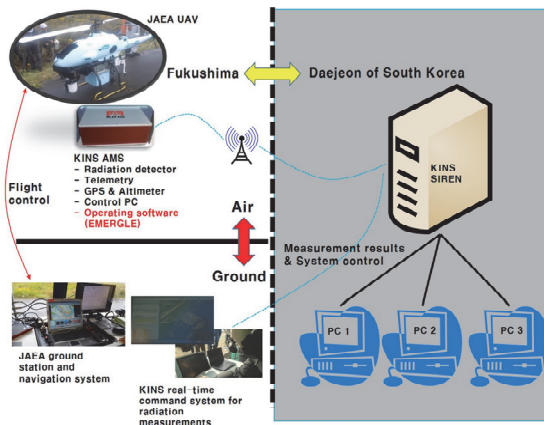 JAEA UAV
Fukushima
Daejeon of South Korea
KINS AMS
- Radiation detector
- Telemetry
- GPS & Altimeter
- Control PC
- Operating software
(EMERGLE)
Flight
control
Air
Ground
KINS
SIREN
Measurement results
& System control
PC 1
PC 2
PC 3
JAEA ground
station and
navigation system
KINS real-time
command system for
radiation
measurements